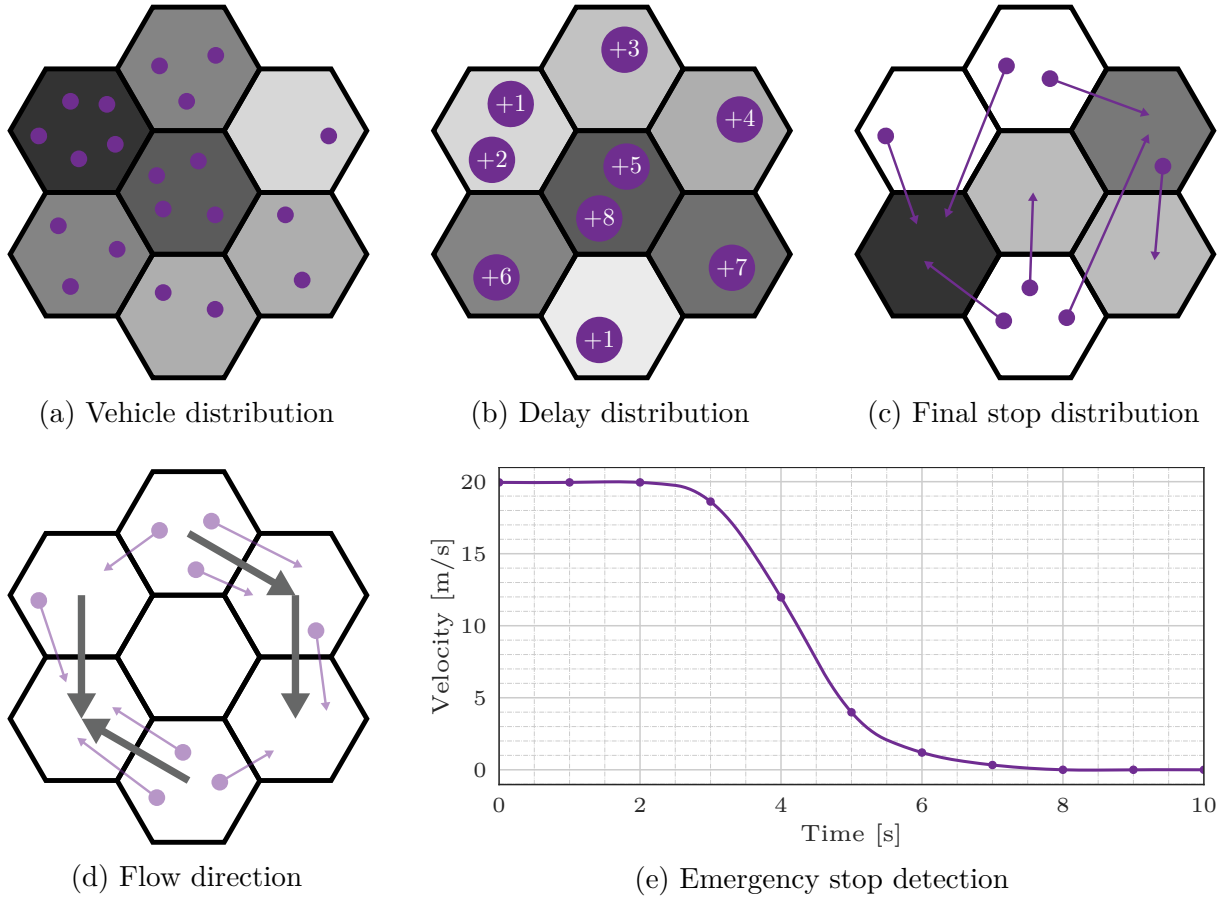 +3
+1
+4
+2
+5
+8
+6
+7
+1
(a) Vehicle distribution
(b) Delay distribution
(c) Final stop distribution
20
15
10
5
0
Velocity [m/s]
0 2 4 6 8 10
Time [s]
(d) Flow direction
(e) Emergency stop detection